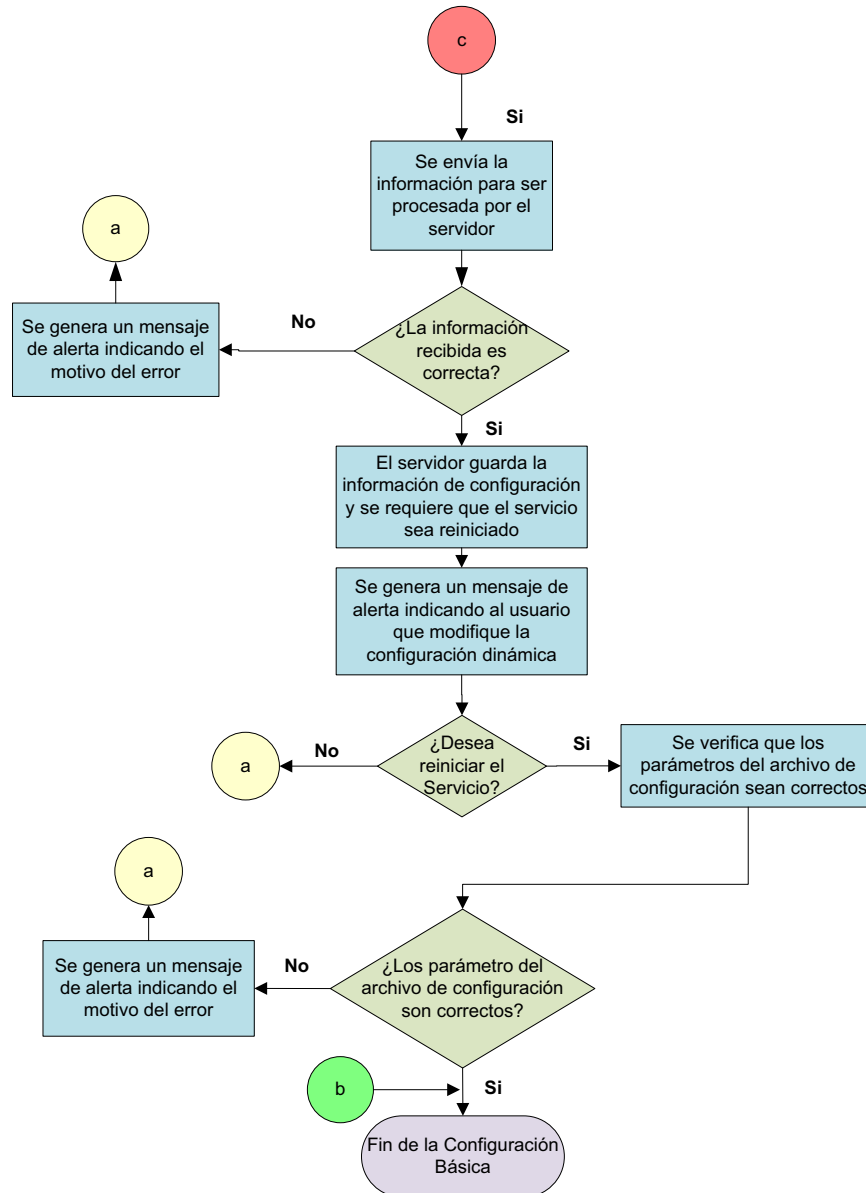 c
Si
Se envía la
información para ser
procesada por el
servidor
a
Se genera un mensaje
de alerta indicando el
motivo del error
No
¿La información
recibida es
correcta?
Si
El servidor guarda la
información de configuración
y se requiere que el servicio
sea reiniciado
Se genera un mensaje de
alerta indicando al usuario
que modifique la
configuración dinámica
a
No
¿Desea
reiniciar el
Servicio?
Si
Se verifica que los
parámetros del archivo de
configuración sean correctos
a
Se genera un mensaje
de alerta indicando el
motivo del error
No
¿Los parámetro del
archivo de configuración
son correctos?
b
Si
Fin de la Configuración
Básica